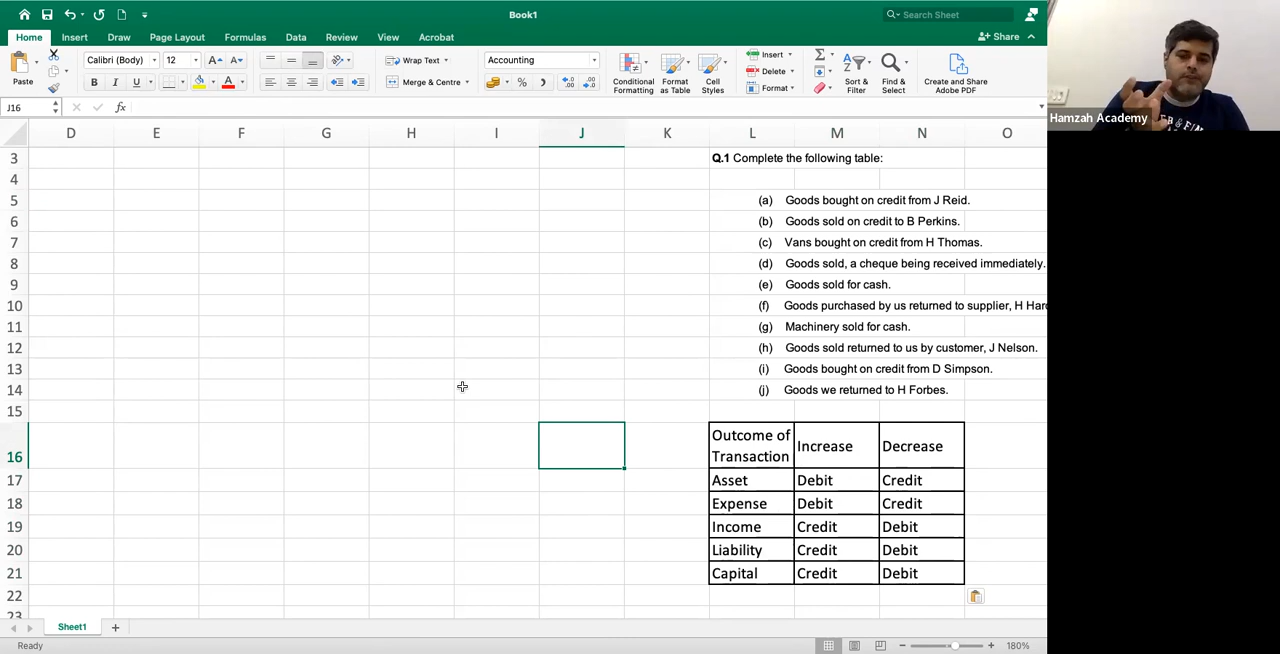 Book1
Search Sheet
Home Insert Draw Page Layout Formulas Data Review View Acrobat Share
Paste
Calibri (Body) 12 A A
B I U A
Wrap Text
Merge & Centre
Accounting
%
Conditional Formatting
Format as Table
Cell Styles
Insert
Delete
Format
Sort & Filter
Find & Select
Create and Share Adobe PDF
J16 fx
Hamzah Academy
D E F G H I J K L M N O
3 Q.1 Complete the following table:
4
5 (a) Goods bought on credit from J Reid.
6 (b) Goods sold on credit to B Perkins.
7 (c) Vans bought on credit from H Thomas.
8 (d) Goods sold, a cheque being received immediately.
9 (e) Goods sold for cash.
10 (f) Goods purchased by us returned to supplier, H Hard
11 (g) Machinery sold for cash.
12 (h) Goods sold returned to us by customer, J Nelson.
13 (i) Goods bought on credit from D Simpson.
14 (j) Goods we returned to H Forbes.
15
16 Outcome of Transaction Increase Decrease
17 Asset Debit Credit
18 Expense Debit Credit
19 Income Credit Debit
20 Liability Credit Debit
21 Capital Credit Debit
22
23
Sheet1 +
Ready 180%